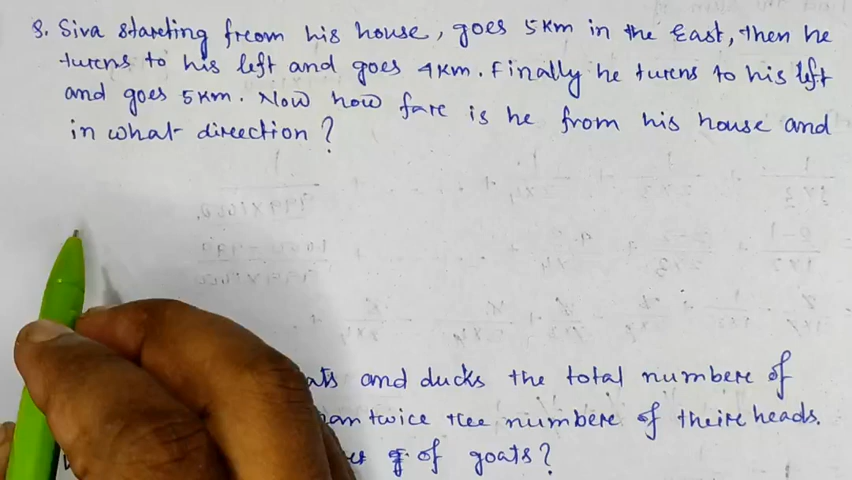 8. Siva starting from his house, goes 5km in the East, then he
turns to his left and goes 4km. Finally he turns to his left
and goes 5km. Now how far is he from his house and
in what direction?
and ducks the total number of
twice the number of their heads.
of goats?